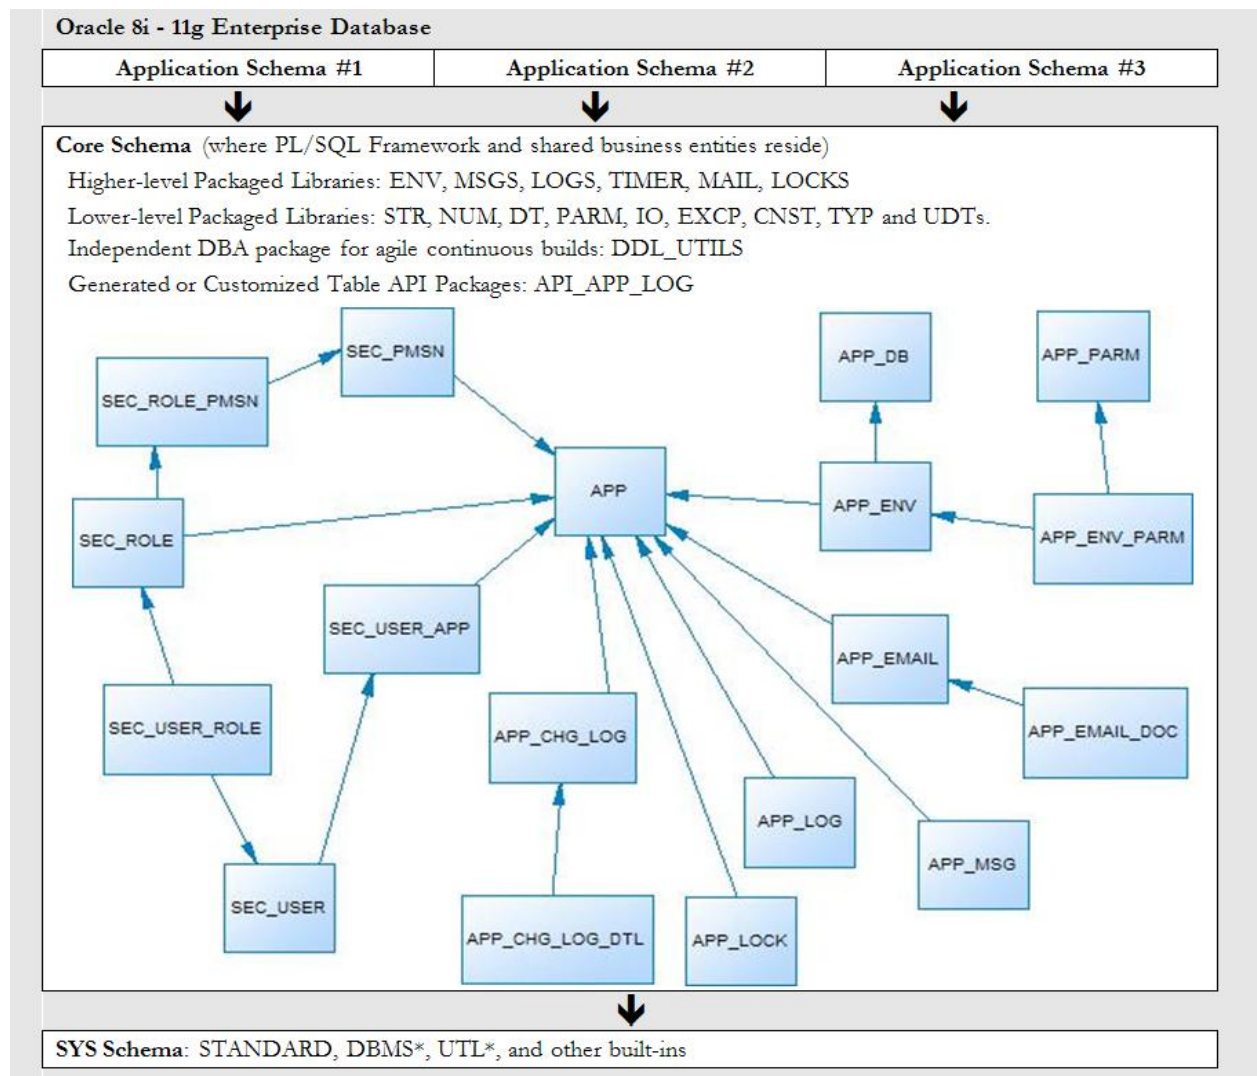 Oracle 8i - 11g Enterprise Database
Application Schema #1
Application Schema #2
Application Schema #3
Core Schema (where PL/SQL Framework and shared business entities reside)
Higher-level Packaged Libraries: ENV, MSGS, LOGS, TIMER, MAIL, LOCKS
Lower-level Packaged Libraries: STR, NUM, DT, PARM, IO, EXCP, CNST, TYP and UDTs.
Independent DBA package for agile continuous builds: DDL_UTILS
Generated or Customized Table API Packages: API_APP_LOG
SEC_PMSN
APP_DB
APP_PARM
SEC_ROLE_PMSN
APP
APP_ENV
SEC_ROLE
APP_ENV_PARM
SEC_USER_APP
APP_EMAIL
SEC_USER_ROLE
APP_CHG_LOG
APP_EMAIL_DOC
APP_LOG
APP_MSG
SEC_USER
APP_CHG_LOG_DTL
APP_LOCK
SYS Schema: STANDARD, DBMS*, UTL*, and other built-ins